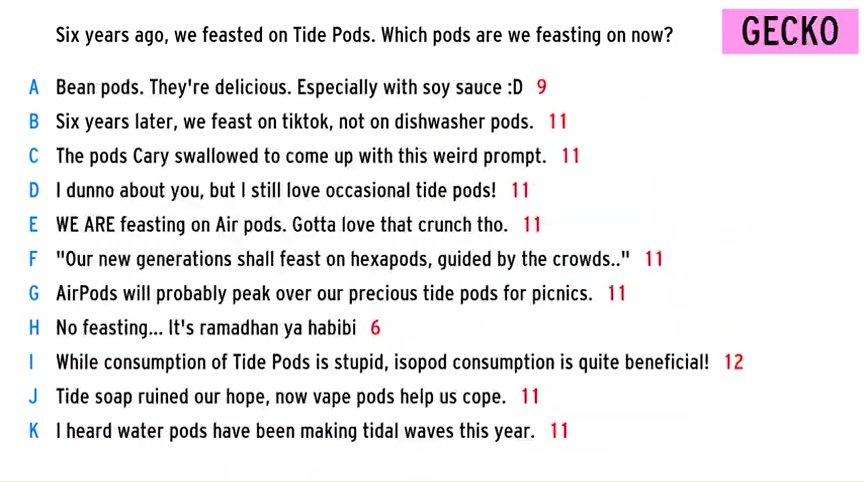 Six years ago, we feasted on Tide Pods. Which pods are we feasting on now?
GECKO
A Bean pods. They're delicious. Especially with soy sauce :D 9
B Six years later, we feast on tiktok, not on dishwasher pods. 11
C The pods Cary swallowed to come up with this weird prompt. 11
D I dunno about you, but I still love occasional tide pods! 11
E WE ARE feasting on Air pods. Gotta love that crunch tho. 11
F "Our new generations shall feast on hexapods, guided by the crowds.." 11
G AirPods will probably peak over our precious tide pods for picnics. 11
H No feasting... It's ramadhan ya habibi 6
I While consumption of Tide Pods is stupid, isopod consumption is quite beneficial! 12
J Tide soap ruined our hope, now vape pods help us cope. 11
K I heard water pods have been making tidal waves this year. 11